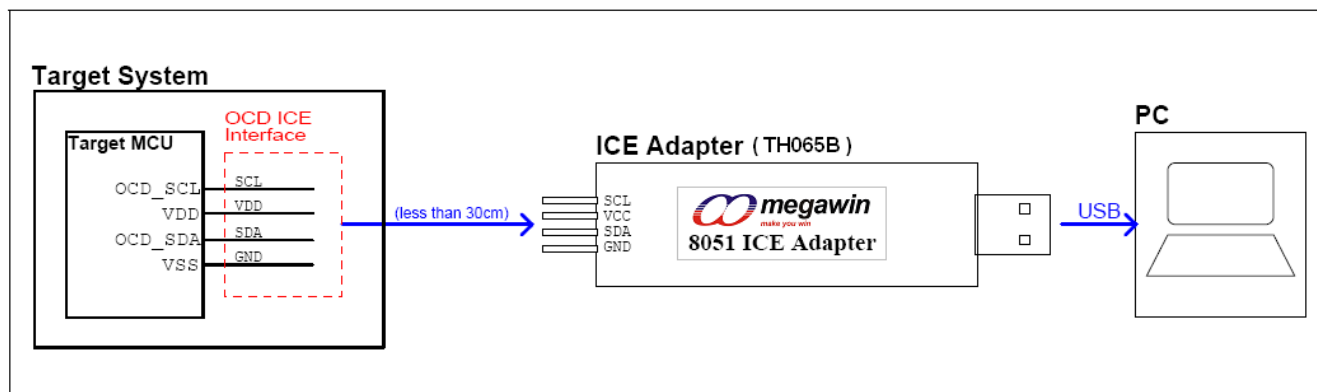 Target System
OCD ICE
Interface
Target MCU
OCD_SCL
SCL
VDD
VDD
OCD_SDA
SDA
VSS
GND
(less than 30cm)
ICE Adapter ( TH065B )
SCL
VCC
SDA
GND
megawin
make you win
8051 ICE Adapter
USB
PC